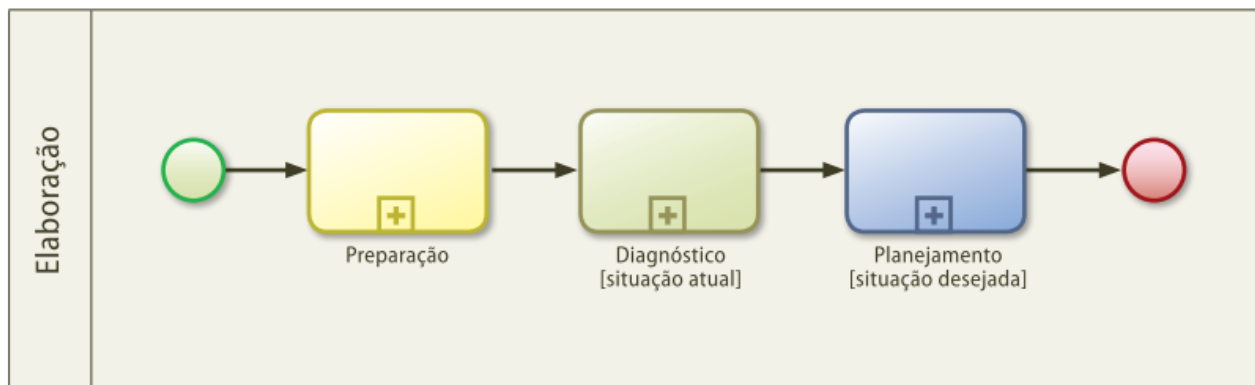 Elaboração
Preparação
Diagnóstico
[situação atual]
Planejamento
[situação desejada]